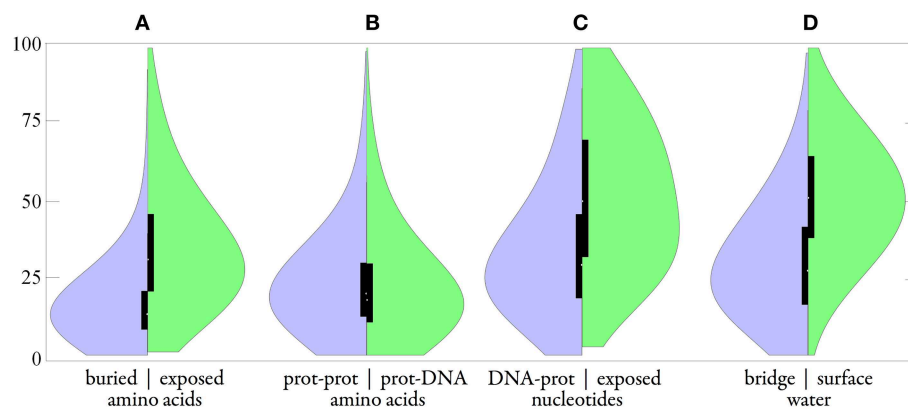 A B C D
100
75
50
25
0
buried | exposed prot-prot | prot-DNA DNA-prot | exposed bridge | surface
amino acids amino acids nucleotides water